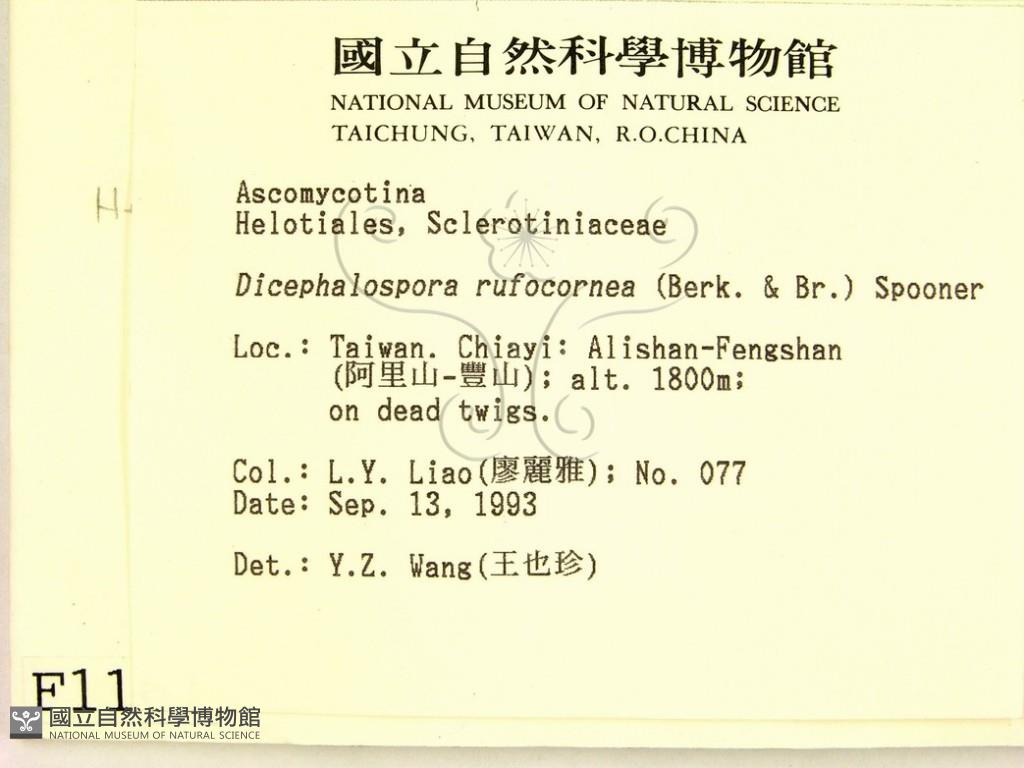 國立自然科學博物館
NATIONAL MUSEUM OF NATURAL SCIENCE
TAICHUNG, TAIWAN, R.O.CHINA
H-
Ascomycotina
Helotiales, Sclerotiniaceae
Dicephalospora rufocornea (Berk. & Br.) Spooner
Loc.: Taiwan. Chiayi: Alishan-Fengshan
(阿里山-豐山); alt. 1800m;
on dead twigs.
Col.: L.Y. Liao(廖麗雅); No. 077
Date: Sep. 13, 1993
Det.: Y.Z. Wang(王也珍)
F11
國立自然科學博物館
NATIONAL MUSEUM OF NATURAL SCIENCE